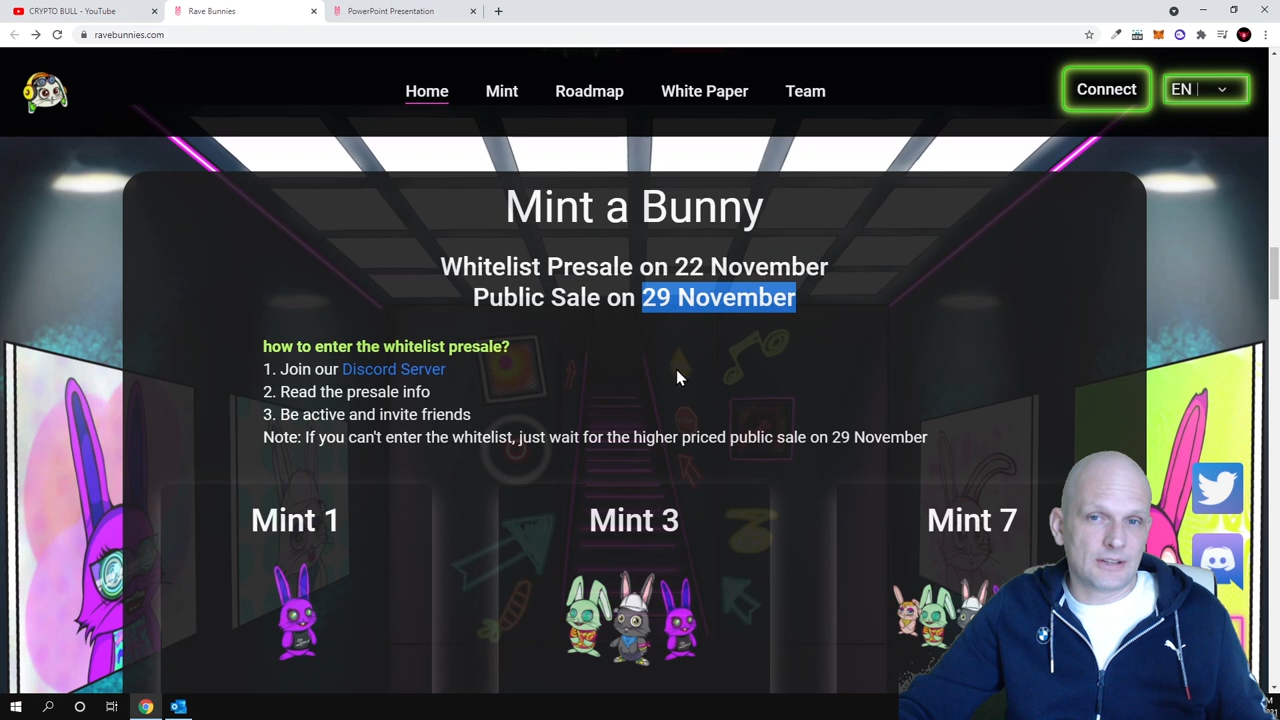 CRYPTO BULL - YouTube
Rave Bunnies
PowerPoint Presentation
ravebunnies.com
Home
Mint
Roadmap
White Paper
Team
Connect
EN
Mint a Bunny
Whitelist Presale on 22 November
Public Sale on 29 November
how to enter the whitelist presale?
1. Join our Discord Server
2. Read the presale info
3. Be active and invite friends
Note: If you can't enter the whitelist, just wait for the higher priced public sale on 29 November
Mint 1
Mint 3
Mint 7